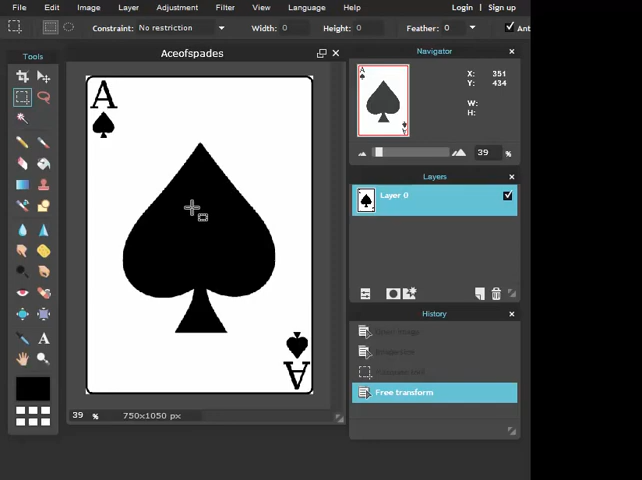 File Edit Image Layer Adjustment Filter View Language Help Login Sign up
Constraint: No restriction Width: 0 Height: 0 Feather: 0 Ant
Tools
Aceofspades
Navigator
X: 351
Y: 434
W:
H:
39 %
Layers
Layer 0
History
Free transform
A
A
A
39 % 750x1050 px